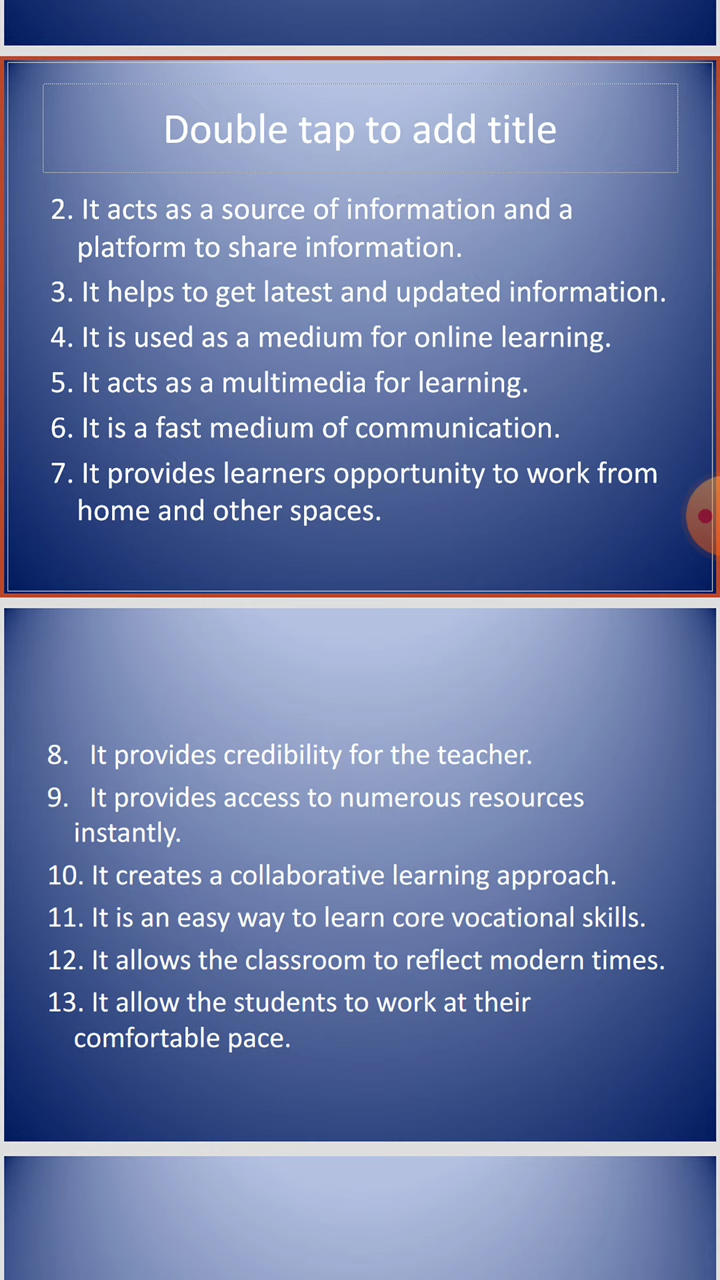 Double tap to add title
2. It acts as a source of information and a
platform to share information.
3. It helps to get latest and updated information.
4. It is used as a medium for online learning.
5. It acts as a multimedia for learning.
6. It is a fast medium of communication.
7. It provides learners opportunity to work from
home and other spaces.
8. It provides credibility for the teacher.
9. It provides access to numerous resources
instantly.
10. It creates a collaborative learning approach.
11. It is an easy way to learn core vocational skills.
12. It allows the classroom to reflect modern times.
13. It allow the students to work at their
comfortable pace.